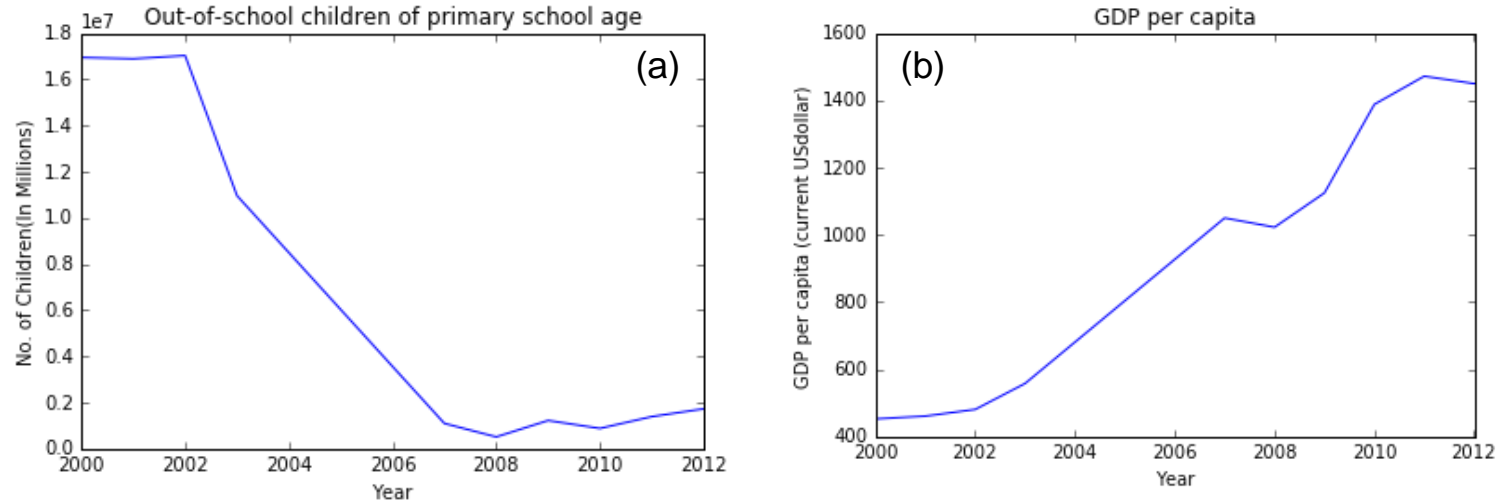 1e7 Out-of-school children of primary school age
(a)
No. of Children(In Millions)
1.8
1.6
1.4
1.2
1.0
0.8
0.6
0.4
0.2
0.0
2000 2002 2004 2006 2008 2010 2012
Year
GDP per capita
(b)
GDP per capita (current USdollar)
1600
1400
1200
1000
800
600
400
2000 2002 2004 2006 2008 2010 2012
Year